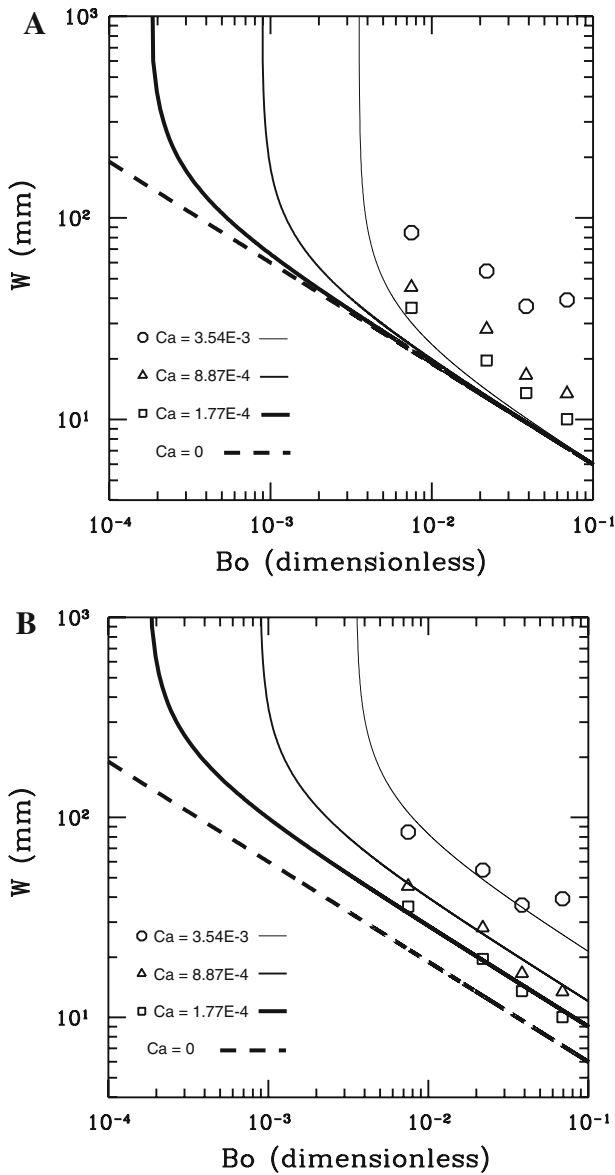 A
10³
10²
10¹
W (mm)
Ca = 3.54E-3
Ca = 8.87E-4
Ca = 1.77E-4
Ca = 0
10⁻⁴ 10⁻³ 10⁻² 10⁻¹
Bo (dimensionless)
B
10³
10²
10¹
W (mm)
Ca = 3.54E-3
Ca = 8.87E-4
Ca = 1.77E-4
Ca = 0
10⁻⁴ 10⁻³ 10⁻² 10⁻¹
Bo (dimensionless)